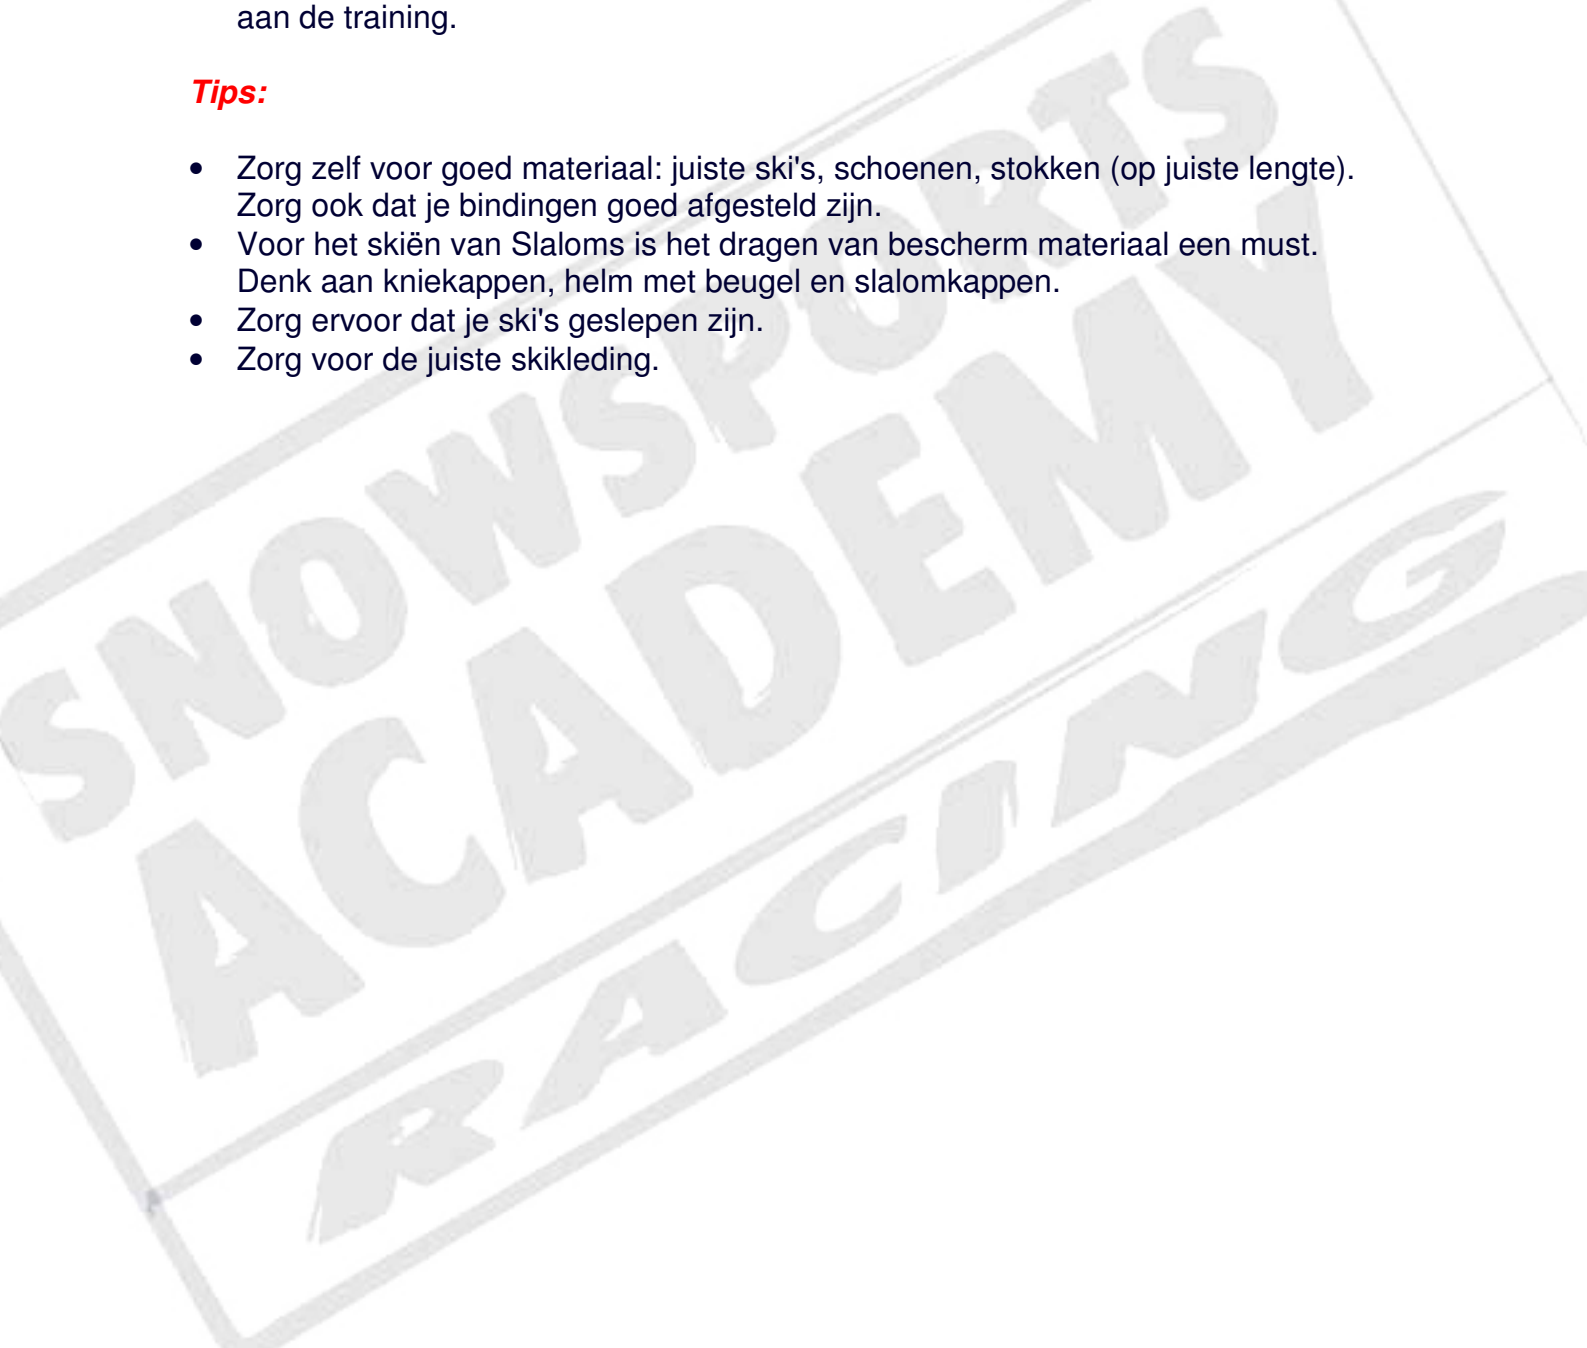 aan de training.
Tips:
• Zorg zelf voor goed materiaal: juiste ski's, schoenen, stokken (op juiste lengte).
Zorg ook dat je bindingen goed afgesteld zijn.
• Voor het skiën van Slaloms is het dragen van bescherm materiaal een must.
Denk aan kniekappen, helm met beugel en slalomkappen.
• Zorg ervoor dat je ski's geslepen zijn.
• Zorg voor de juiste skikleding.
SNOWSPORTS
ACADEMY
RACING